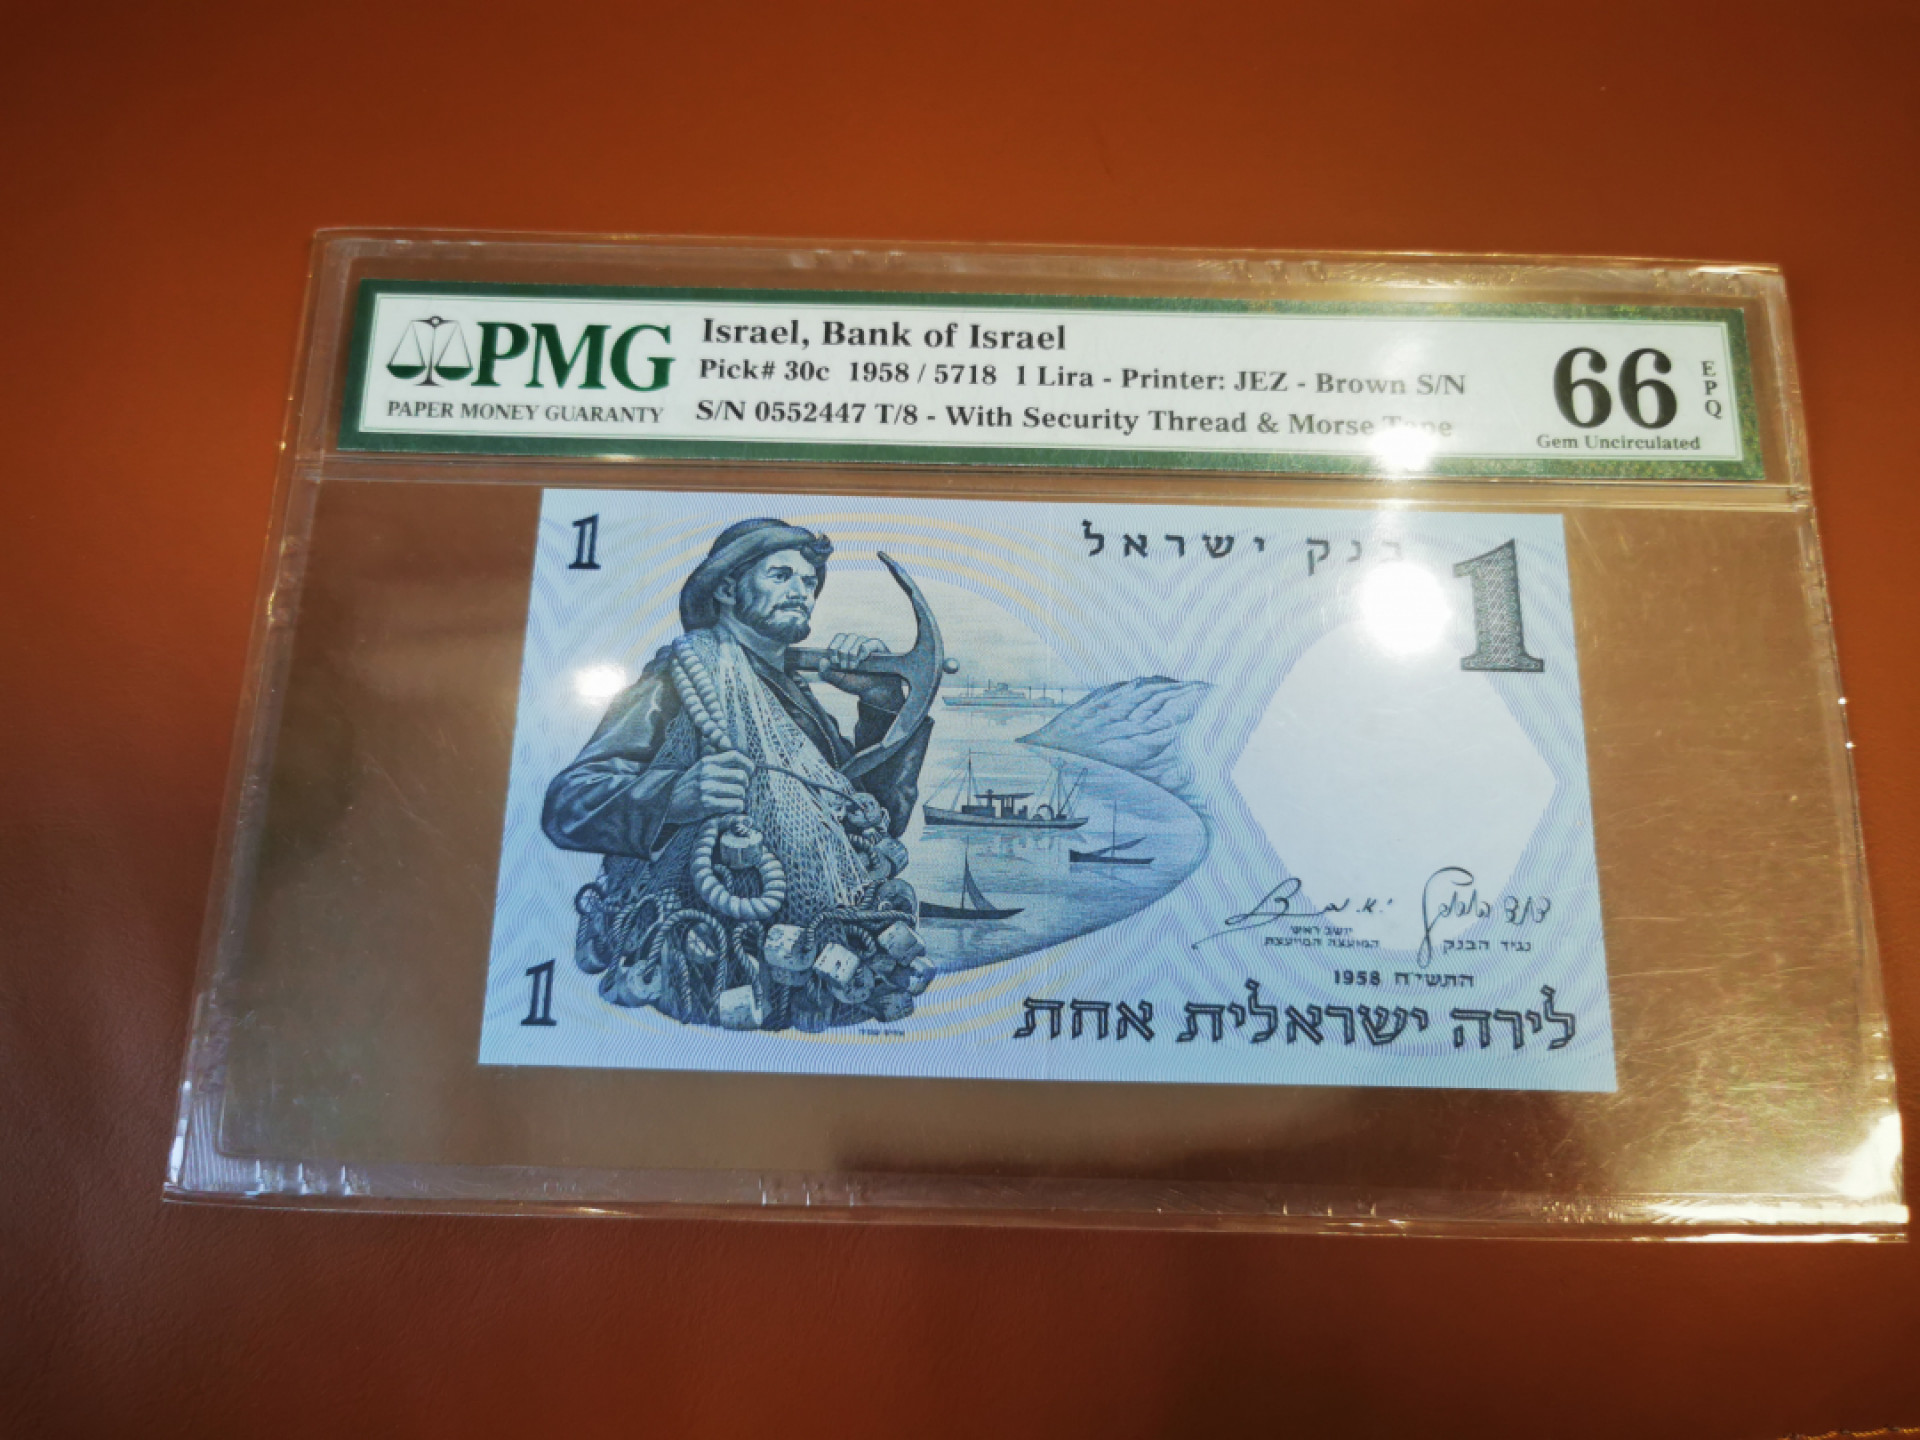 PMG
PAPER MONEY GUARANTY
Israel, Bank of Israel
Pick# 30c 1958 / 5718 1 Lira - Printer: JEZ - Brown S/N
S/N 0552447 T/8 - With Security Thread & Morse Tape
66
EPQ
Gem Uncirculated
1
בנק ישראל
1
יושב ראש
המועצה המייעצת
נגיד הבנק
התשי"ח 1958
1
לירה ישראלית אחת